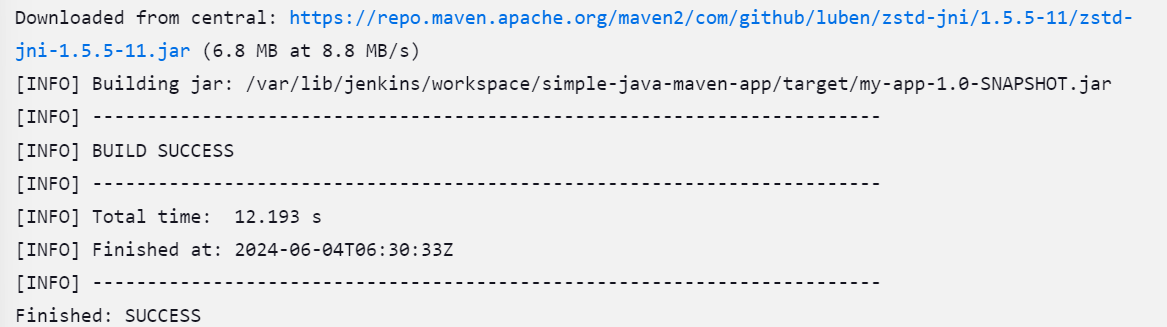 Downloaded from central: https://repo.maven.apache.org/maven2/com/github/luben/zstd-jni/1.5.5-11/zstd-
jni-1.5.5-11.jar (6.8 MB at 8.8 MB/s)
[INFO] Building jar: /var/lib/jenkins/workspace/simple-java-maven-app/target/my-app-1.0-SNAPSHOT.jar
[INFO] ------------------------------------------------------------------------
[INFO] BUILD SUCCESS
[INFO] ------------------------------------------------------------------------
[INFO] Total time:  12.193 s
[INFO] Finished at: 2024-06-04T06:30:33Z
[INFO] ------------------------------------------------------------------------
Finished: SUCCESS